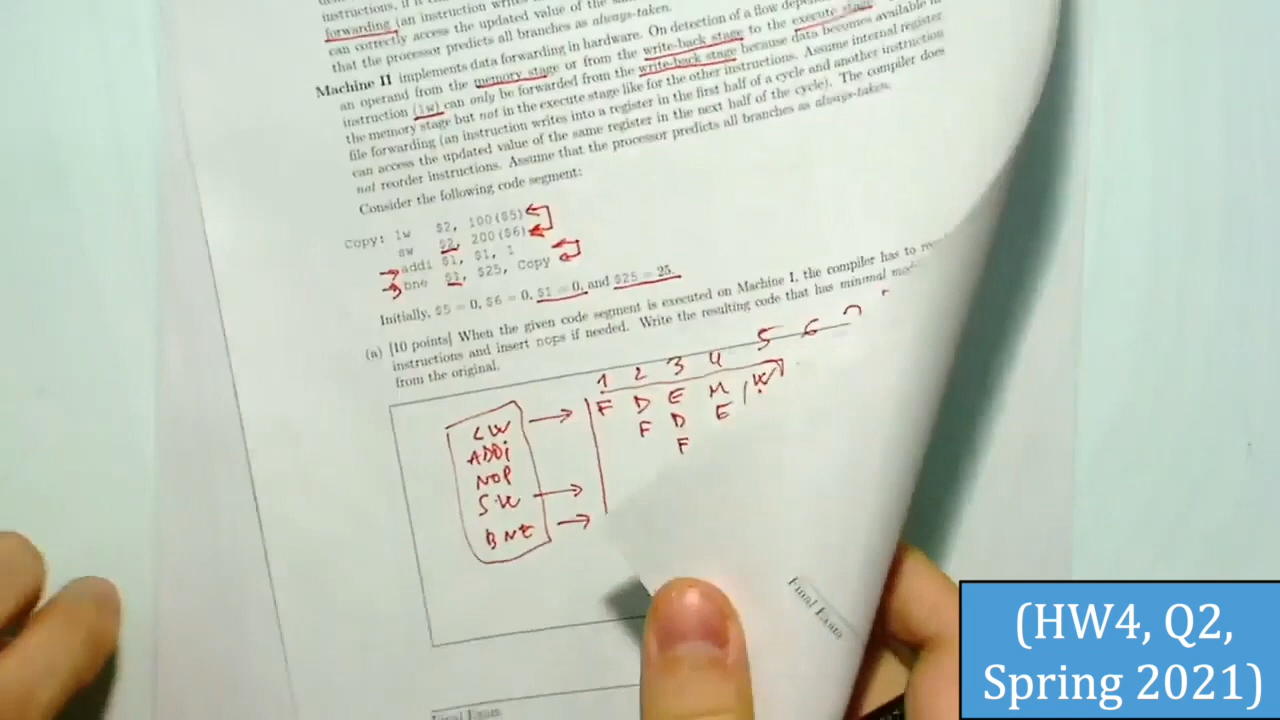 instructions, if it can
forwarding (an instruction writes
can correctly access the updated value of the same
that the processor predicts all branches as always-taken.
Machine II implements data forwarding in hardware. On detection of a flow
an operand from the memory stage or from the write-back stage to the execute stage.
instruction (lw) can only be forwarded from the write-back stage because data becomes available in
the memory stage but not in the execute stage like for the other instructions. Assume internal register
file forwarding (an instruction writes into a register in the first half of a cycle and another instruction
can access the updated value of the same register in the next half of the cycle). The compiler does
not reorder instructions. Assume that the processor predicts all branches as always-taken.
Consider the following code segment:
Copy: lw $2, 100($5)
sw $2, 200($6)
addi $1, $1, 1
bne $1, $25, Copy
Initially, $5 = 0, $6 = 0, $1 = 0, and $25 = 25.
(a) [10 points] When the given code segment is executed on Machine I, the compiler has to
instructions and insert nops if needed. Write the resulting code that has minimal
from the original.
1 2 3 4 5 6 7
LW F D E M W
ADDi F D E
NOP F
SW
BNE
Final Exam
Final Exam
(HW4, Q2,
Spring 2021)